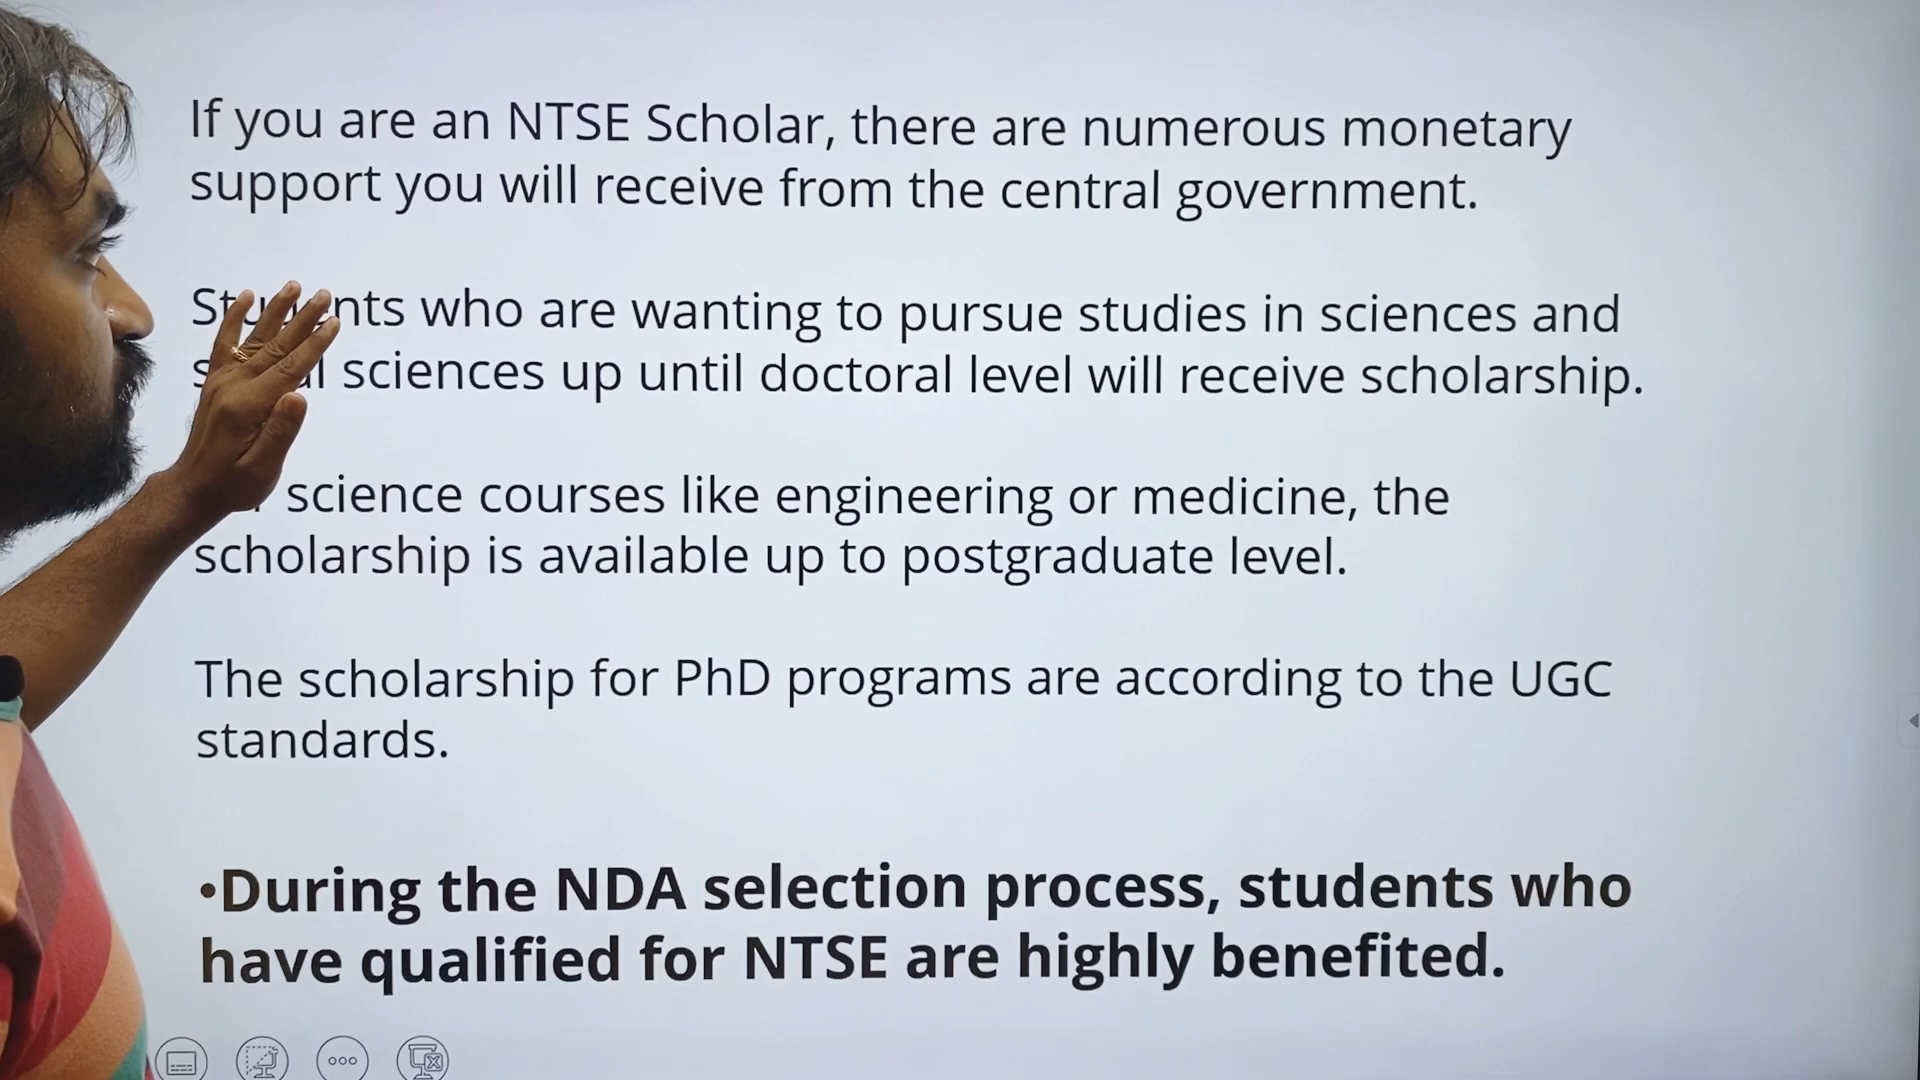 If you are an NTSE Scholar, there are numerous monetary
support you will receive from the central government.
Students who are wanting to pursue studies in sciences and
sciences up until doctoral level will receive scholarship.
science courses like engineering or medicine, the
scholarship is available up to postgraduate level.
The scholarship for PhD programs are according to the UGC
standards.
•During the NDA selection process, students who
have qualified for NTSE are highly benefited.